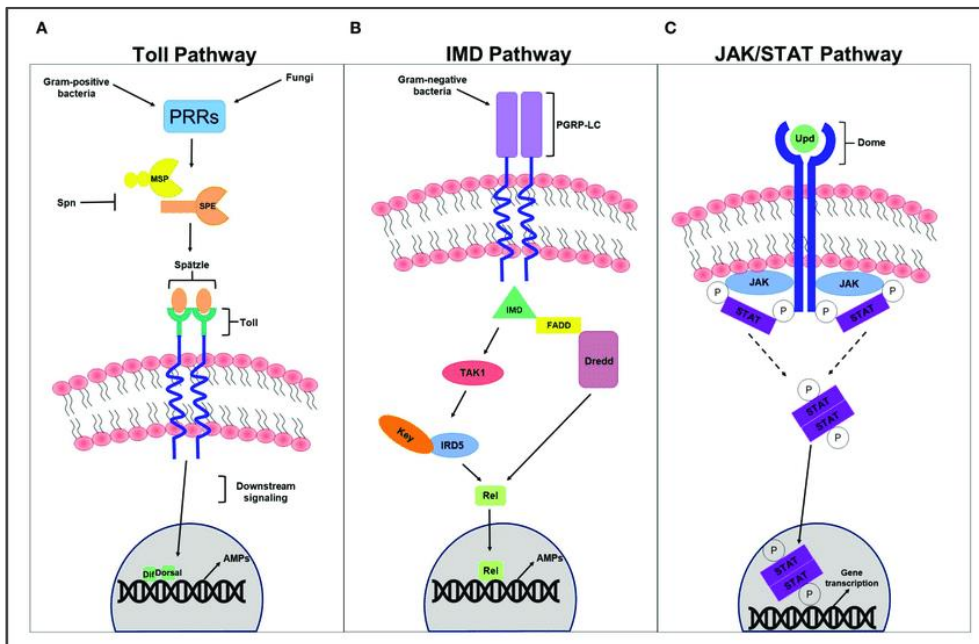 A
Toll Pathway
Gram-positive
bacteria
Fungi
PRRs
MSP
Spn
SPE
Spätzle
Toll
Downstream
signaling
Dif
Dorsal
AMPs
B
IMD Pathway
Gram-negative
bacteria
PGRP-LC
IMD
FADD
Dredd
TAK1
Key
IRD5
Rel
Rel
AMPs
C
JAK/STAT Pathway
Upd
Dome
JAK
JAK
P
P
STAT
P
P
STAT
P
STAT
STAT
P
P
STAT
STAT
P
Gene
transcription